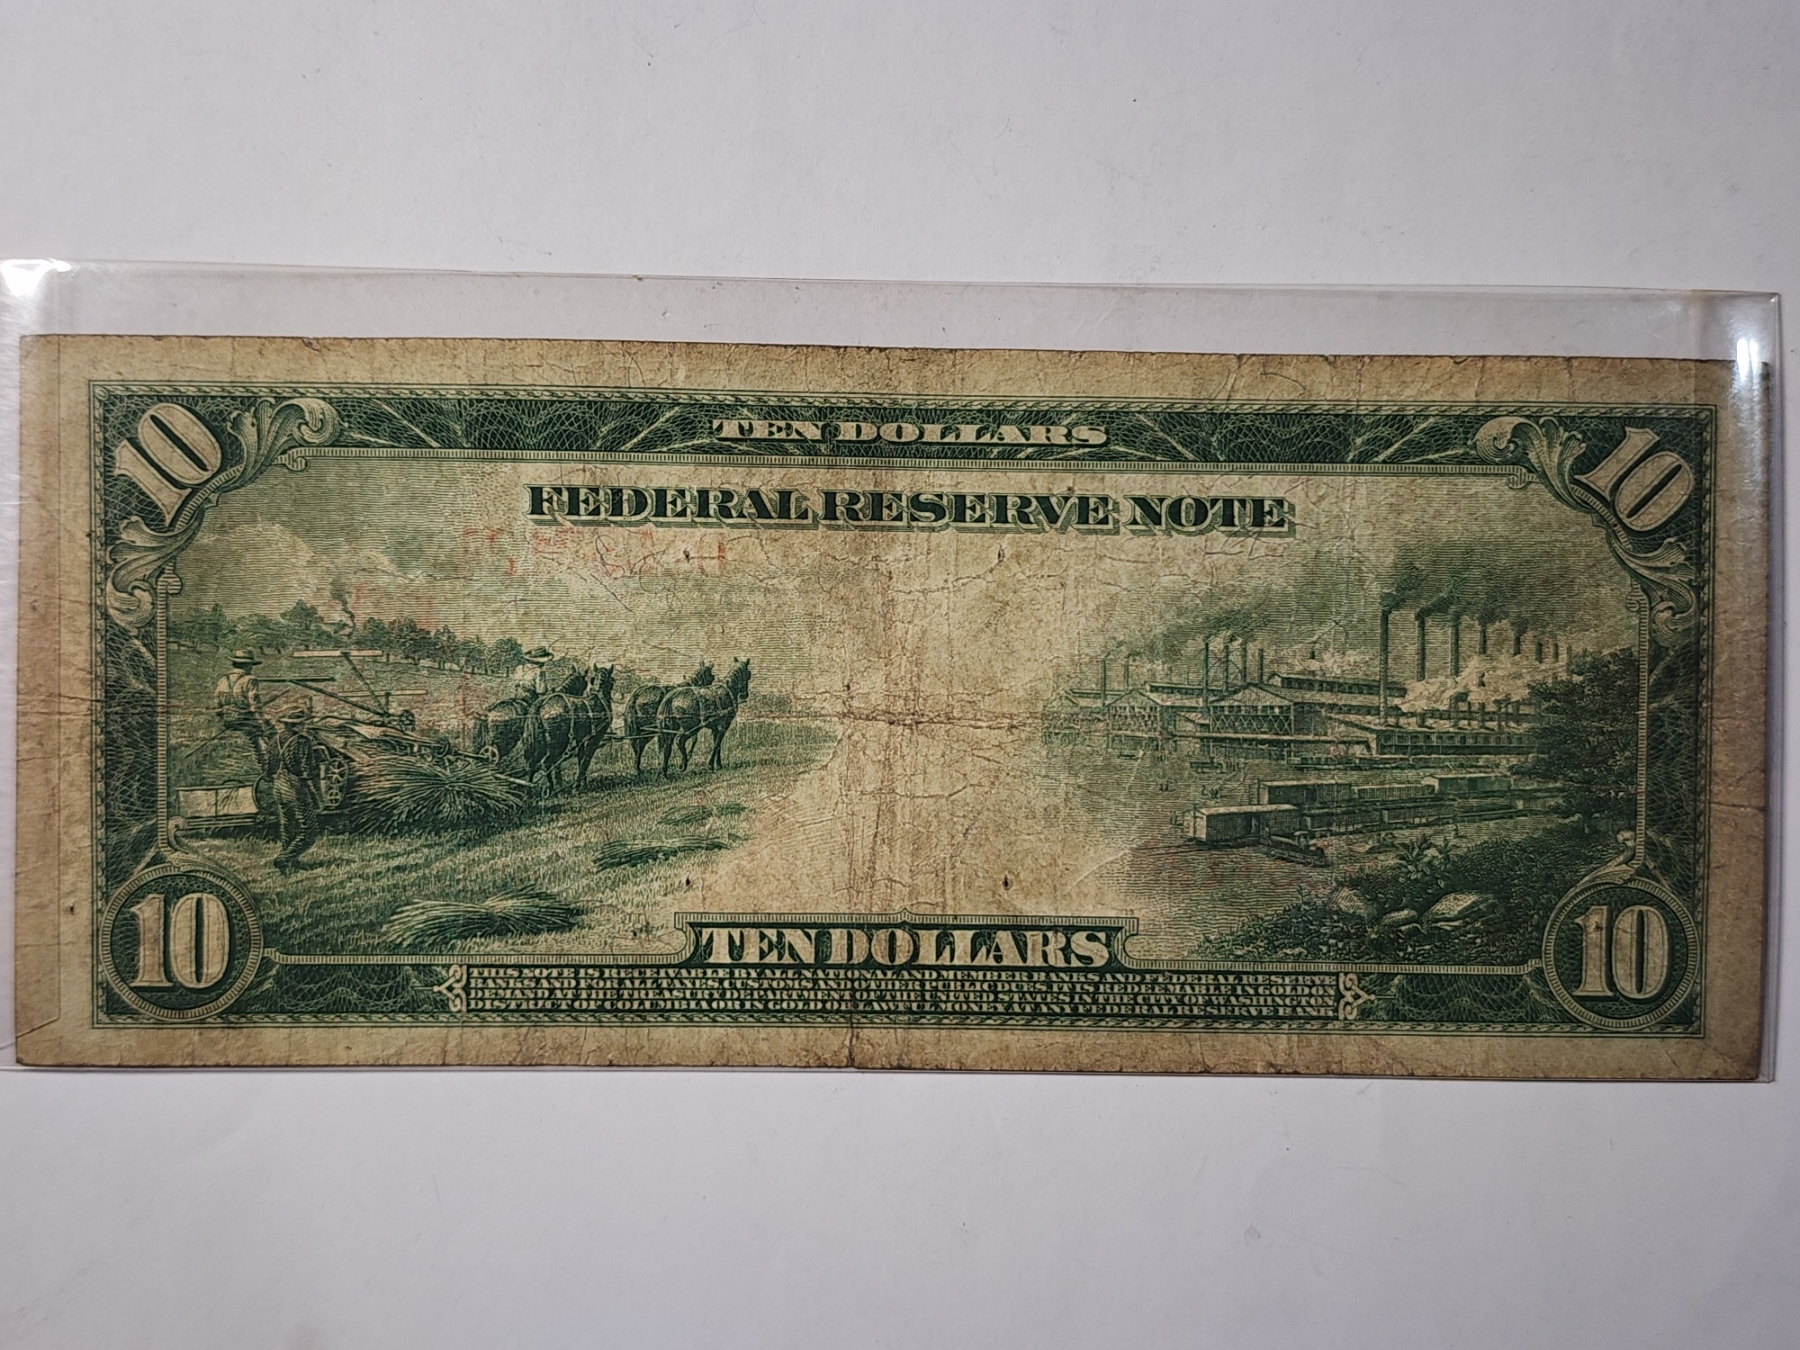 10 TEN DOLLARS 10
FEDERAL RESERVE NOTE
10 TEN DOLLARS 10
THIS NOTE IS RECEIVABLE BY ALL NATIONAL AND MEMBER BANKS AND FEDERAL RESERVE
BANKS AND FOR ALL TAXES, CUSTOMS AND OTHER PUBLIC DUES. IT IS REDEEMABLE IN GOLD ON
DEMAND AT THE TREASURY DEPARTMENT OF THE UNITED STATES IN THE CITY OF WASHINGTON,
DISTRICT OF COLUMBIA OR IN GOLD OR LAWFUL MONEY AT ANY FEDERAL RESERVE BANK.